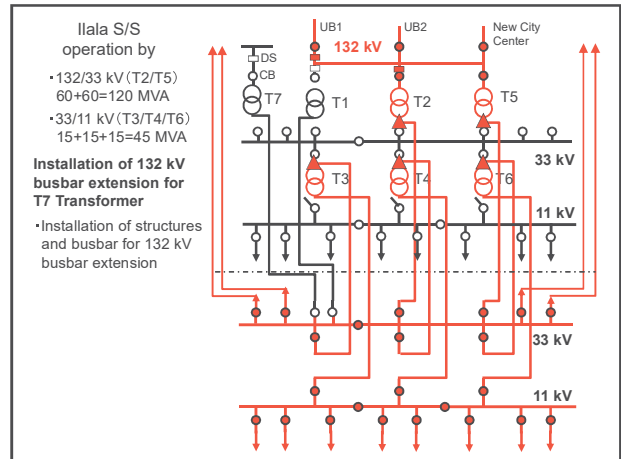 Ilala S/S
operation by
・132/33 kV(T2/T5)
60+60=120 MVA
・33/11 kV(T3/T4/T6)
15+15+15=45 MVA
Installation of 132 kV
busbar extension for
T7 Transformer
・Installation of structures
and busbar for 132 kV
busbar extension
UB1
UB2
New City
Center
132 kV
DS
CB
T7
T1
T2
T5
33 kV
T3
T4
T6
11 kV
33 kV
11 kV